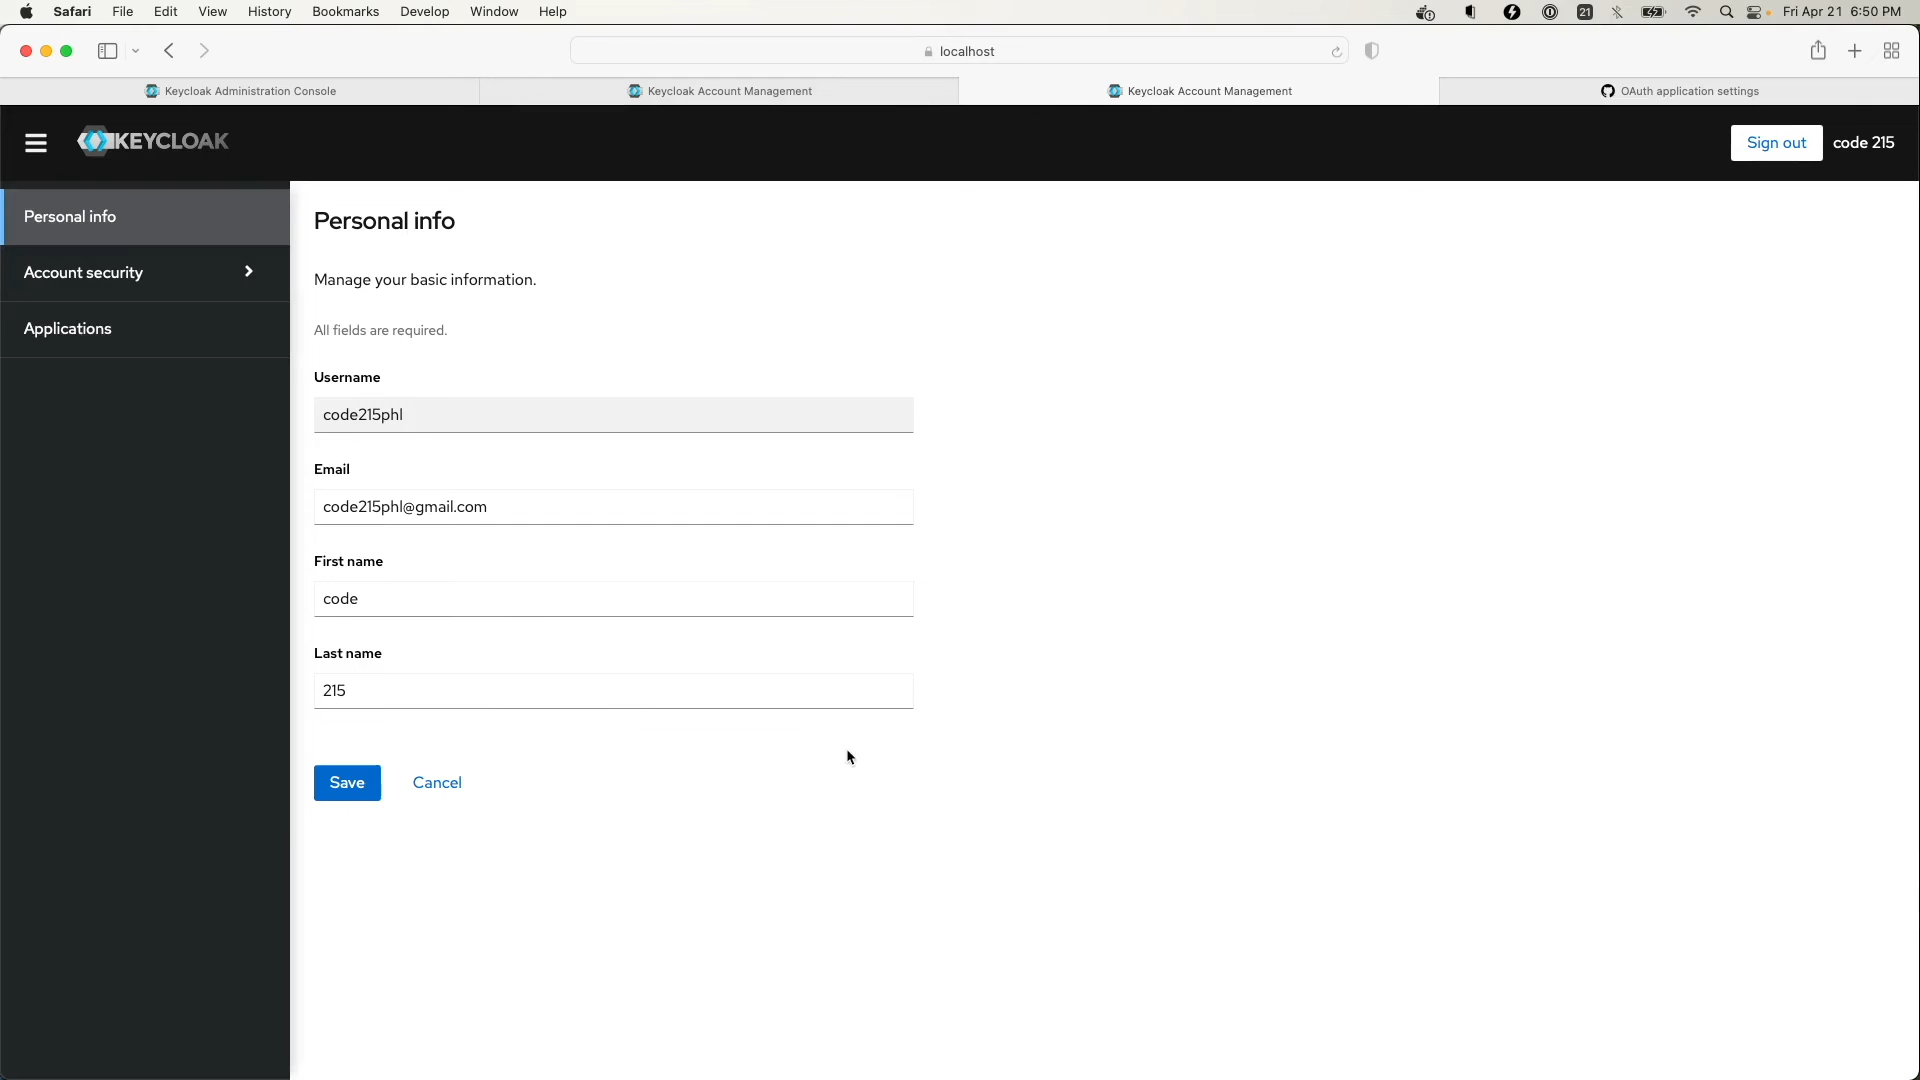 Safari File Edit View History Bookmarks Develop Window Help 21 Fri Apr 21 6:50 PM
localhost
Keycloak Administration Console Keycloak Account Management Keycloak Account Management OAuth application settings
KEYCLOAK Sign out code 215
Personal info
Account security
Applications
Personal info
Manage your basic information.
All fields are required.
Username
code215phl
Email
code215phl@gmail.com
First name
code
Last name
215
Save Cancel